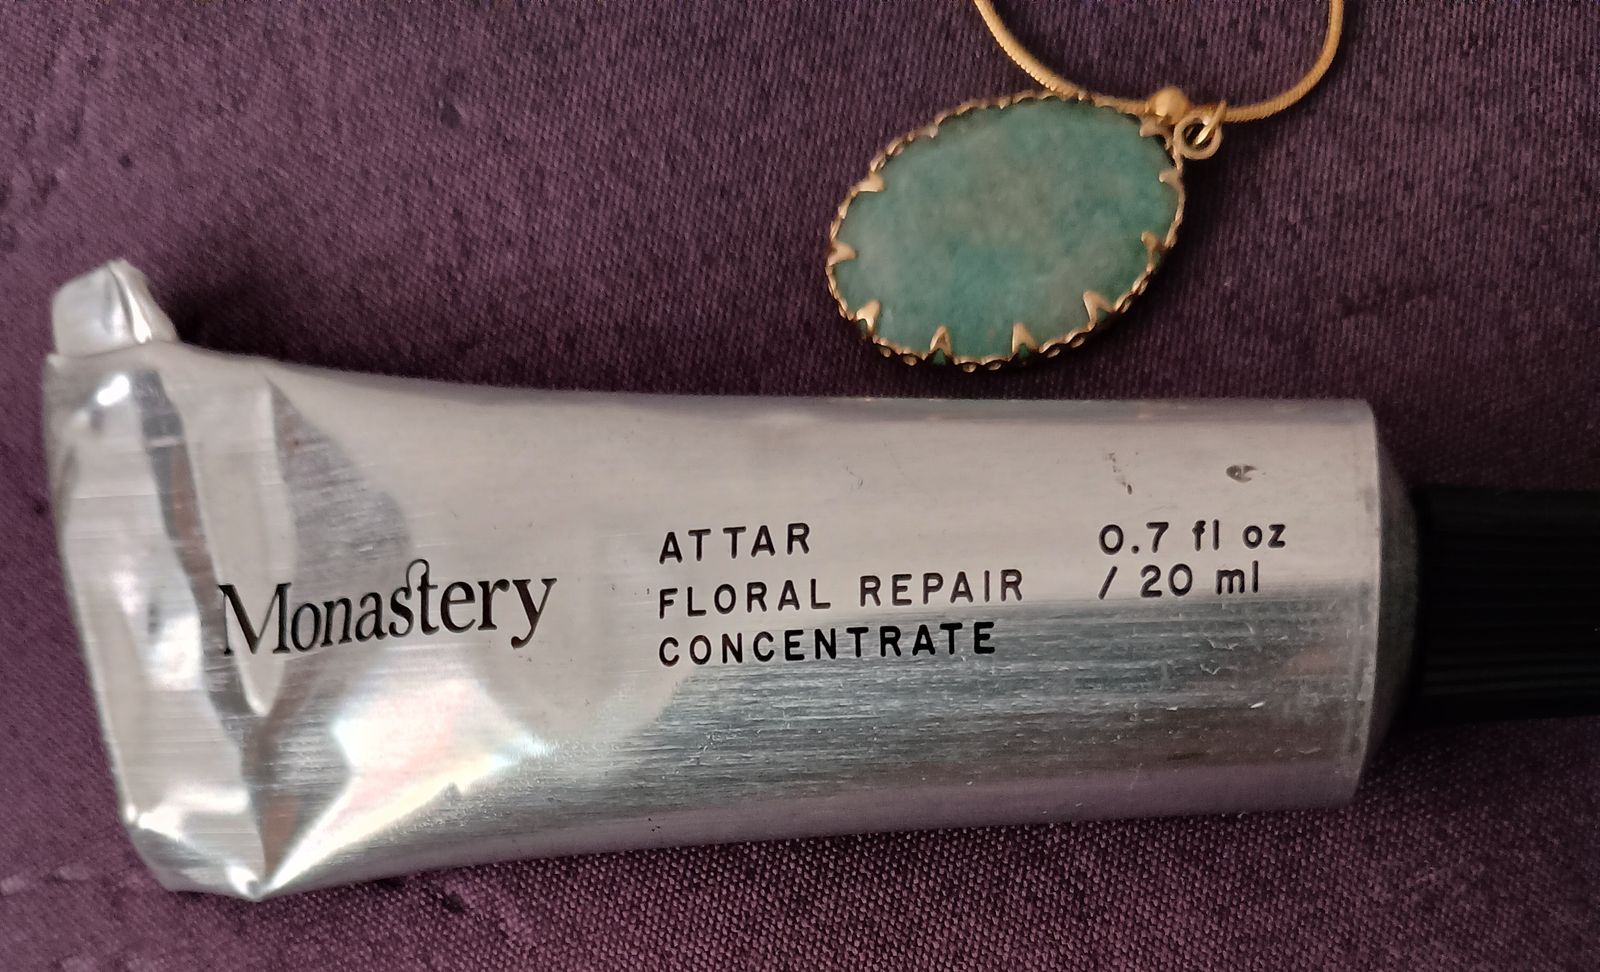 Monastery
ATTAR
FLORAL REPAIR
CONCENTRATE
0.7 fl oz
/ 20 ml